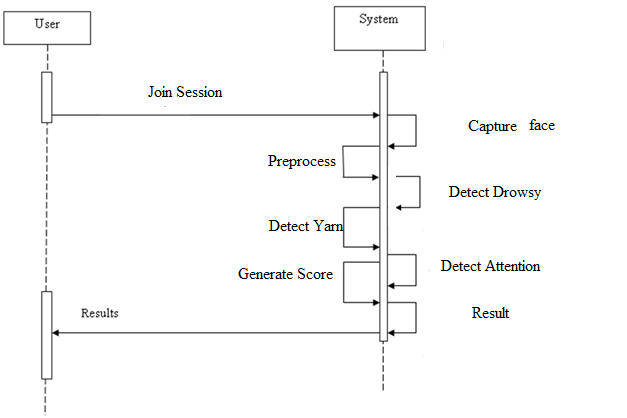 User
System
Join Session
Capture face
Preprocess
Detect Drowsy
Detect Yarn
Detect Attention
Generate Score
Results
Result